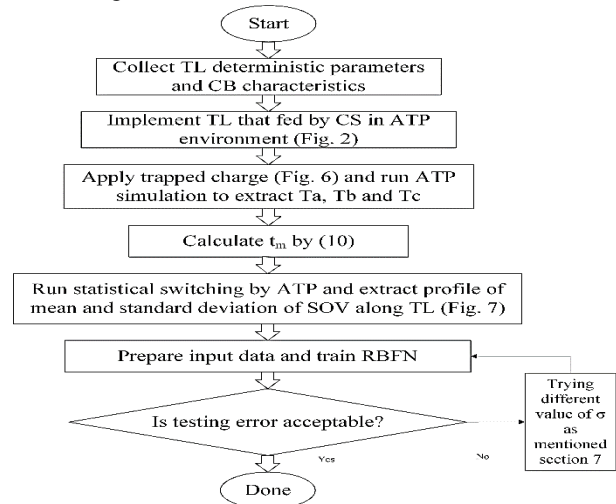 Start
Collect TL deterministic parameters
and CB characteristics
Implement TL that fed by CS in ATP
environment (Fig. 2)
Apply trapped charge (Fig. 6) and run ATP
simulation to extract Ta, Tb and Tc
Calculate tm by (10)
Run statistical switching by ATP and extract profile of
mean and standard deviation of SOV along TL (Fig. 7)
Prepare input data and train RBFN
Is testing error acceptable?
Yes
No
Trying
different
value of σ
as
mentioned
section 7
Done